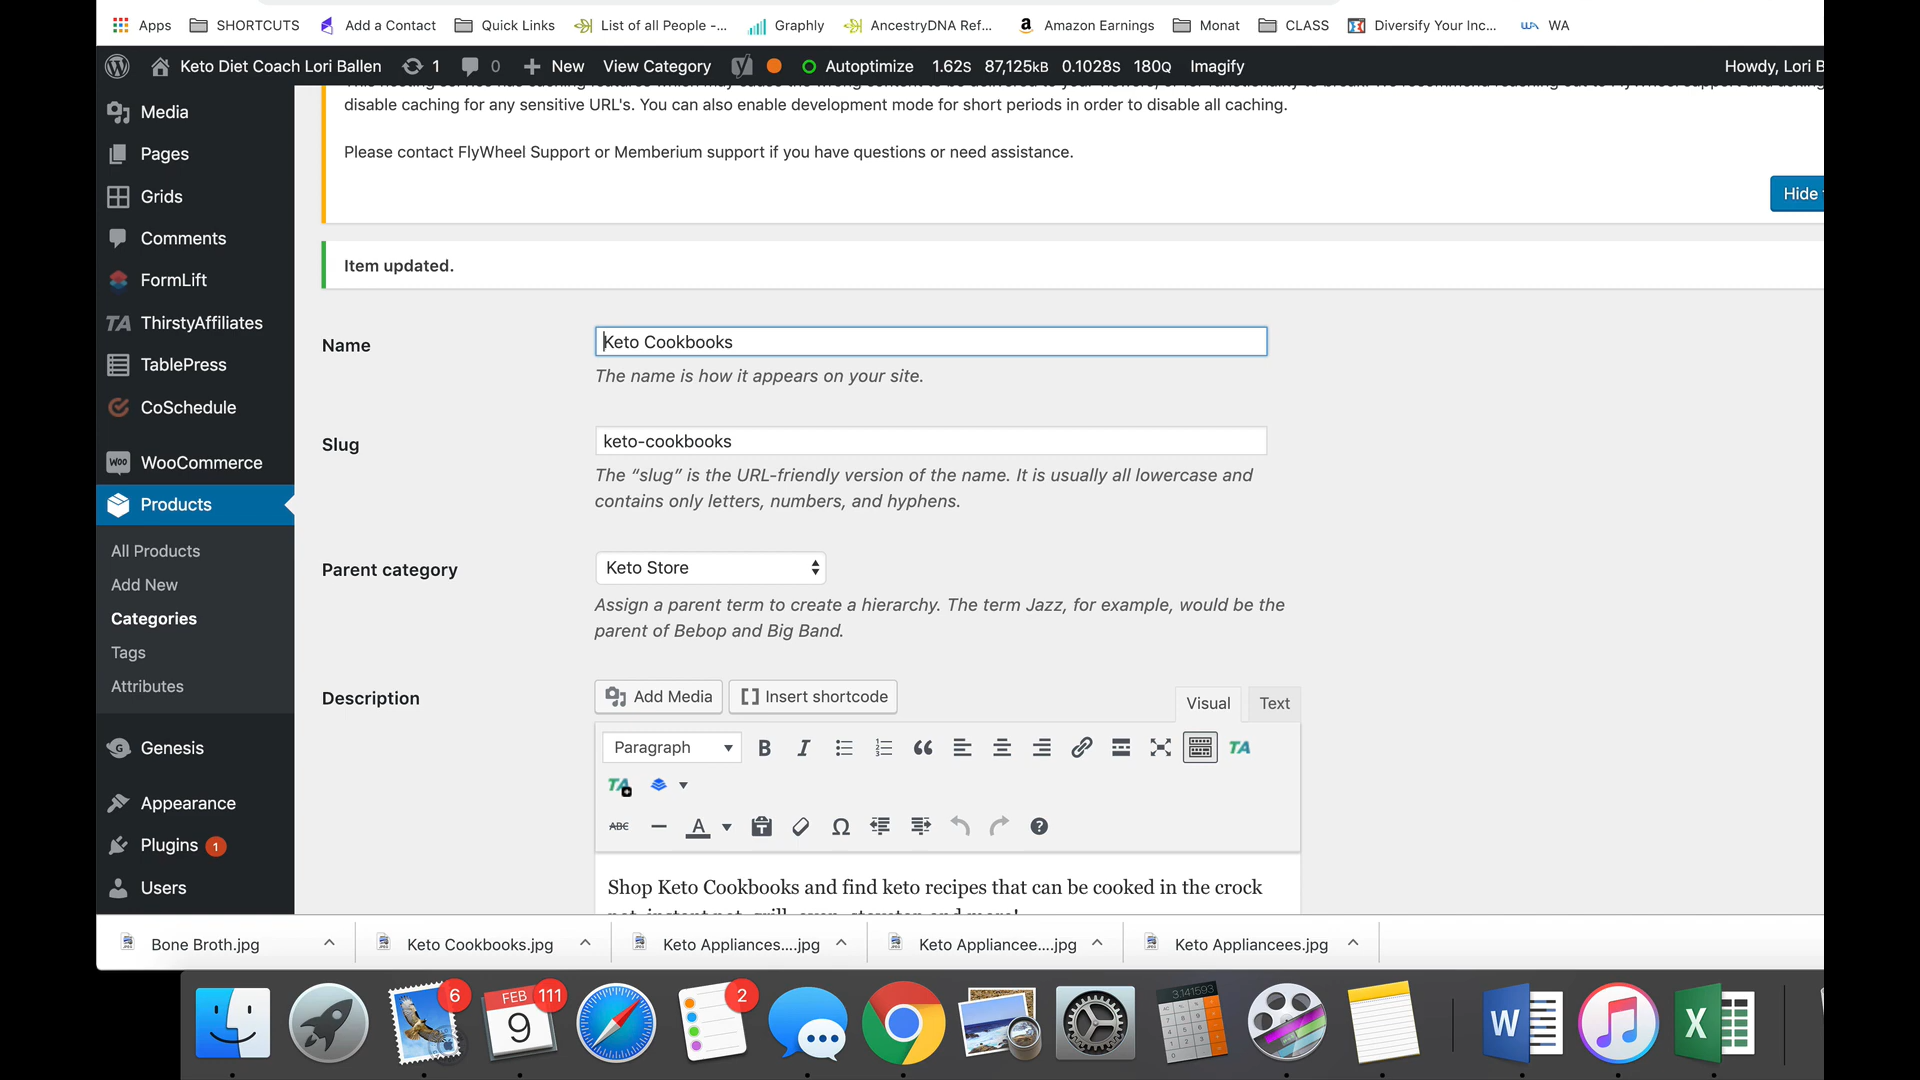 Apps SHORTCUTS Add a Contact Quick Links List of all People -... Graphly AncestryDNA Ref... Amazon Earnings Monat CLASS Diversify Your Inc... WA
Keto Diet Coach Lori Ballen 1 0 New View Category Autoptimize 1.62s 87,125kB 0.1028s 180Q Imagify Howdy, Lori B
disable caching for any sensitive URL's. You can also enable development mode for short periods in order to disable all caching.
Please contact FlyWheel Support or Memberium support if you have questions or need assistance.
Hide
Item updated.
Media
Pages
Grids
Comments
FormLift
TA ThirstyAffiliates
TablePress
CoSchedule
WOO WooCommerce
Products
All Products
Add New
Categories
Tags
Attributes
Genesis
Appearance
Plugins 1
Users
Name
Keto Cookbooks
The name is how it appears on your site.
Slug
keto-cookbooks
The “slug” is the URL-friendly version of the name. It is usually all lowercase and
contains only letters, numbers, and hyphens.
Parent category
Keto Store
Assign a parent term to create a hierarchy. The term Jazz, for example, would be the
parent of Bebop and Big Band.
Description
Add Media [ ] Insert shortcode Visual Text
Paragraph B I TA
TA
ABC A T Ω ?
Shop Keto Cookbooks and find keto recipes that can be cooked in the crock
Bone Broth.jpg Keto Cookbooks.jpg Keto Appliances....jpg Keto Appliancee....jpg Keto Appliancees.jpg
6 FEB 111 2 3.141593
9 W X